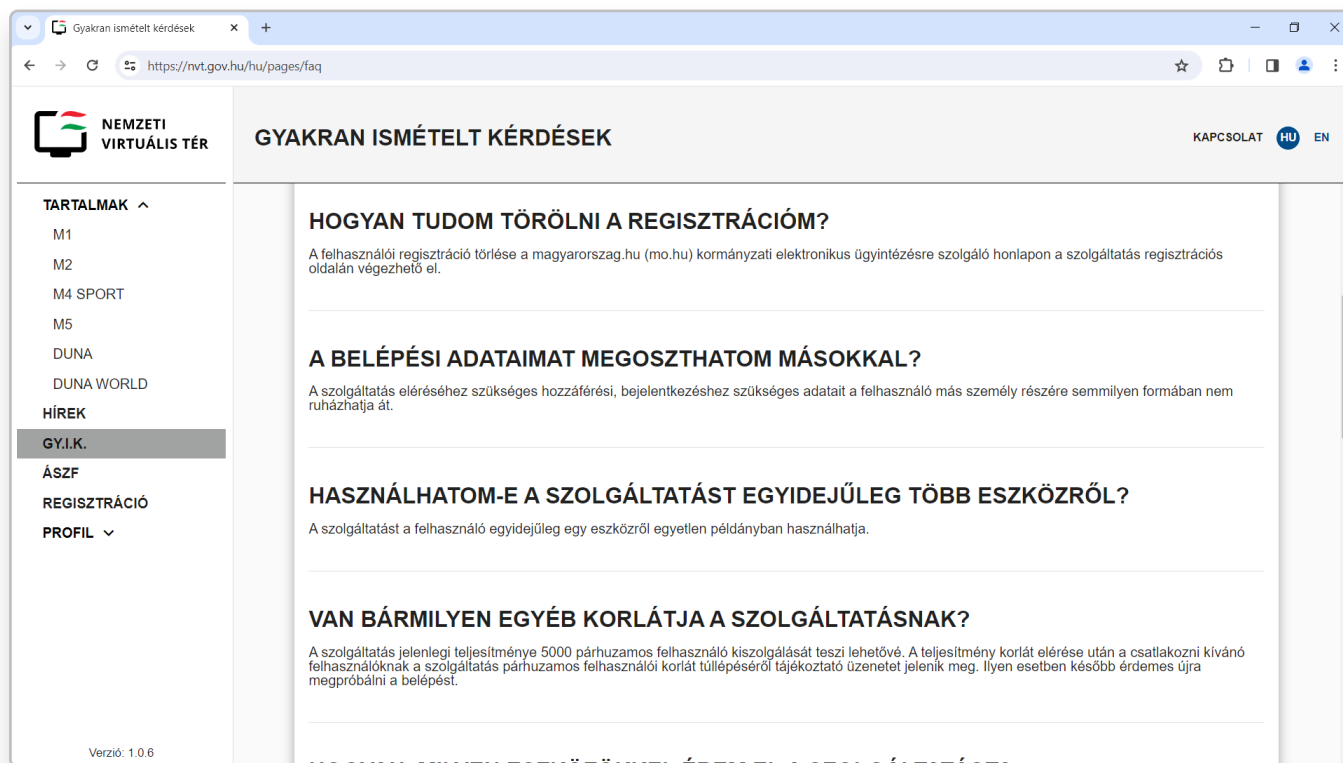 Gyakran ismételt kérdések
https://nvt.gov.hu/hu/pages/faq
NEMZETI
VIRTUÁLIS TÉR
GYAKRAN ISMÉTELT KÉRDÉSEK
KAPCSOLAT HU EN
TARTALMAK
M1
M2
M4 SPORT
M5
DUNA
DUNA WORLD
HÍREK
GY.I.K.
ÁSZF
REGISZTRÁCIÓ
PROFIL
Verzió: 1.0.6
HOGYAN TUDOM TÖRÖLNI A REGISZTRÁCIÓM?
A felhasználói regisztráció törlése a magyarorszag.hu (mo.hu) kormányzati elektronikus ügyintézésre szolgáló honlapon a szolgáltatás regisztrációs
oldalán végezhető el.
A BELÉPÉSI ADATAIMAT MEGOSZTHATOM MÁSOKKAL?
A szolgáltatás eléréséhez szükséges hozzáférési, bejelentkezéshez szükséges adatait a felhasználó más személy részére semmilyen formában nem
ruházhatja át.
HASZNÁLHATOM-E A SZOLGÁLTATÁST EGYIDEJŰLEG TÖBB ESZKÖZRŐL?
A szolgáltatást a felhasználó egyidejűleg egy eszközről egyetlen példányban használhatja.
VAN BÁRMILYEN EGYÉB KORLÁTJA A SZOLGÁLTATÁSNAK?
A szolgáltatás jelenlegi teljesítménye 5000 párhuzamos felhasználó kiszolgálását teszi lehetővé. A teljesítmény korlát elérése után a csatlakozni kívánó
felhasználóknak a szolgáltatás párhuzamos felhasználói korlát túllépéséről tájékoztató üzenetet jelenik meg. Ilyen esetben később érdemes újra
megpróbálni a belépést.